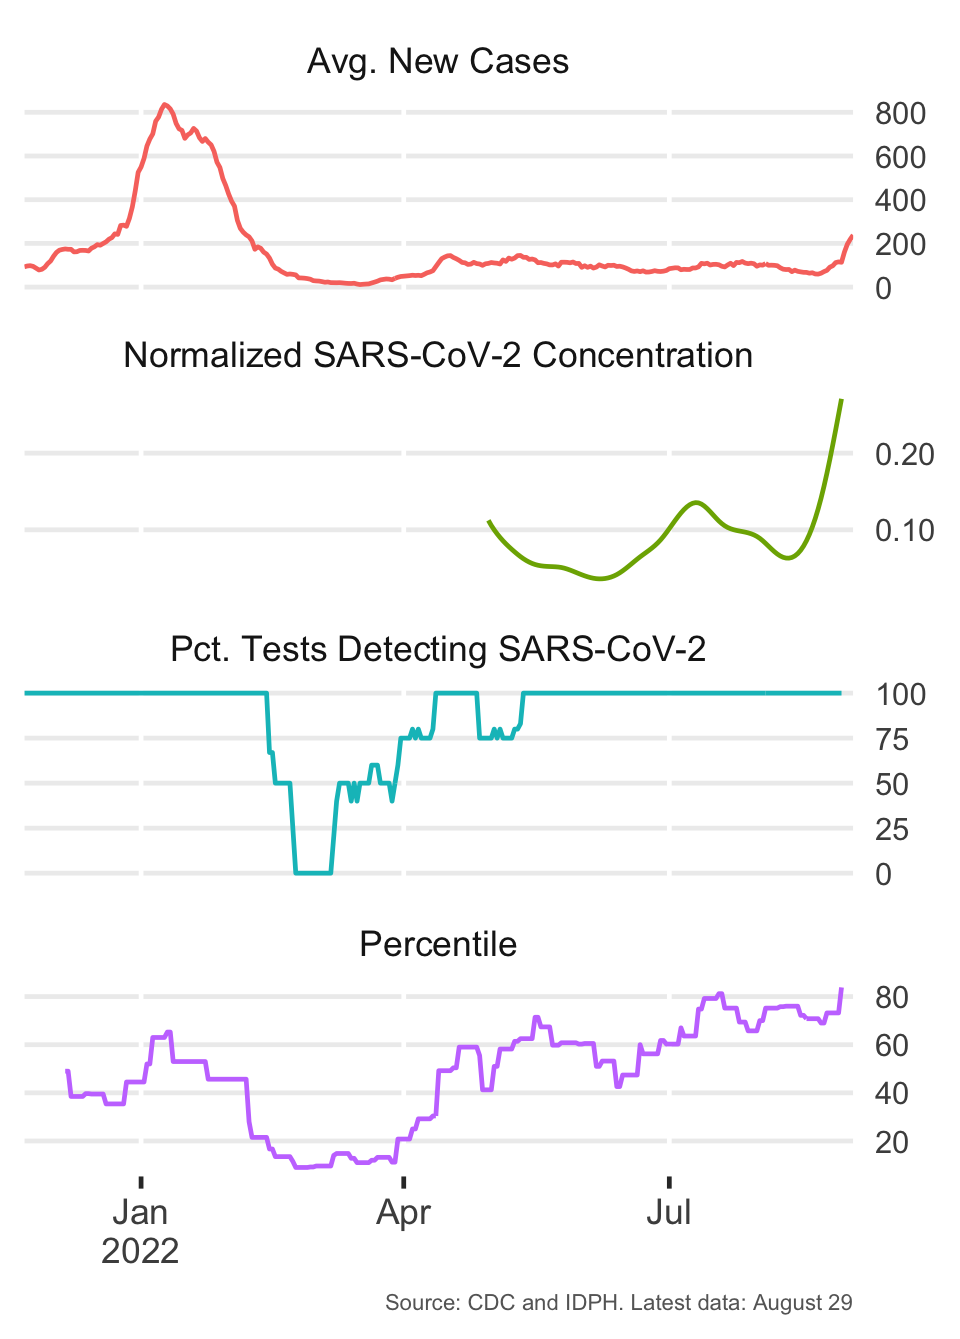 Avg. New Cases
800
600
400
200
0
Normalized SARS-CoV-2 Concentration
0.20
0.10
Pct. Tests Detecting SARS-CoV-2
100
75
50
25
0
Percentile
80
60
40
20
Jan Apr Jul
2022
Source: CDC and IDPH. Latest data: August 29